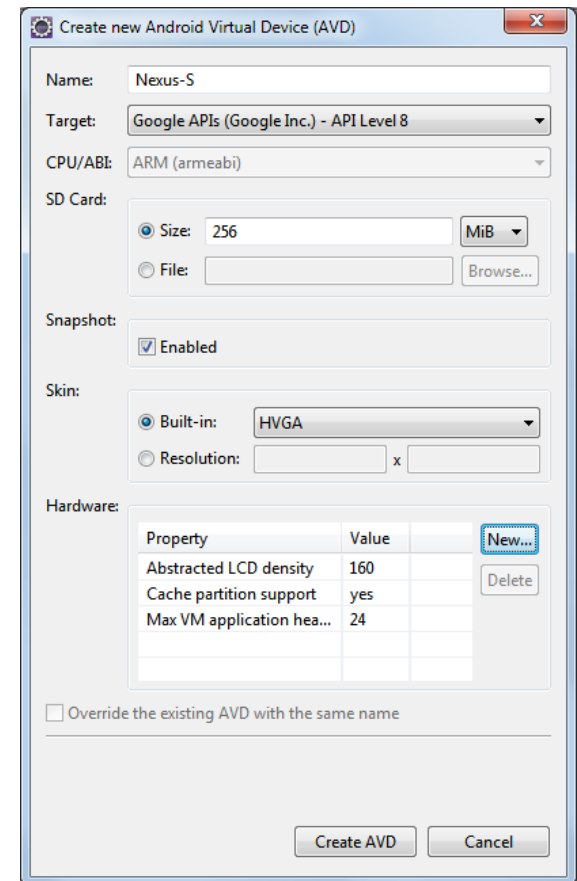 Create new Android Virtual Device (AVD)
Name: Nexus-S
Target: Google APIs (Google Inc.) - API Level 8
CPU/ABI: ARM (armeabi)
SD Card:
Size: 256 MiB
File: Browse...
Snapshot:
Enabled
Skin:
Built-in: HVGA
Resolution: x
Hardware:
Property Value New...
Abstracted LCD density 160
Delete
Cache partition support yes
Max VM application hea... 24
Override the existing AVD with the same name
Create AVD Cancel